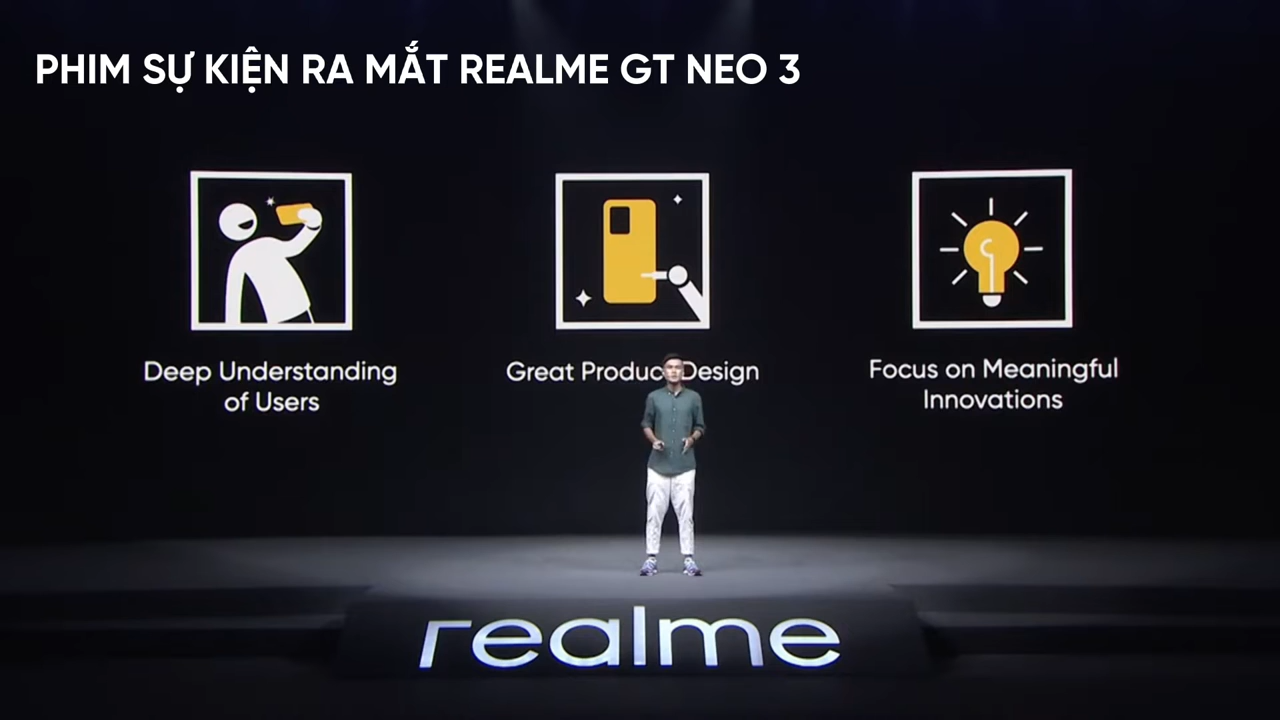 PHIM SỰ KIỆN RA MẮT REALME GT NEO 3
Deep Understanding
of Users
Great Product Design
Focus on Meaningful
Innovations
realme